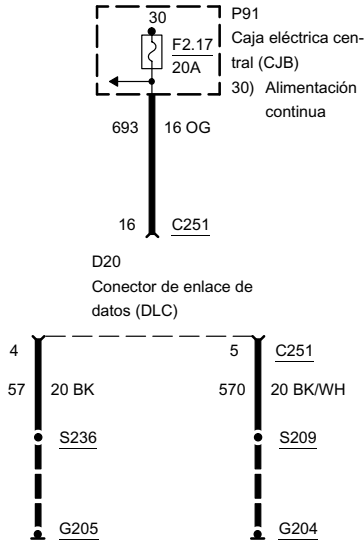 30
P91
F2.17
20A
Caja eléctrica cen-
tral (CJB)
30) Alimentación
continua
693 16 OG
16 C251
D20
Conector de enlace de
datos (DLC)
4 5 C251
57 20 BK 570 20 BK/WH
S236 S209
G205 G204